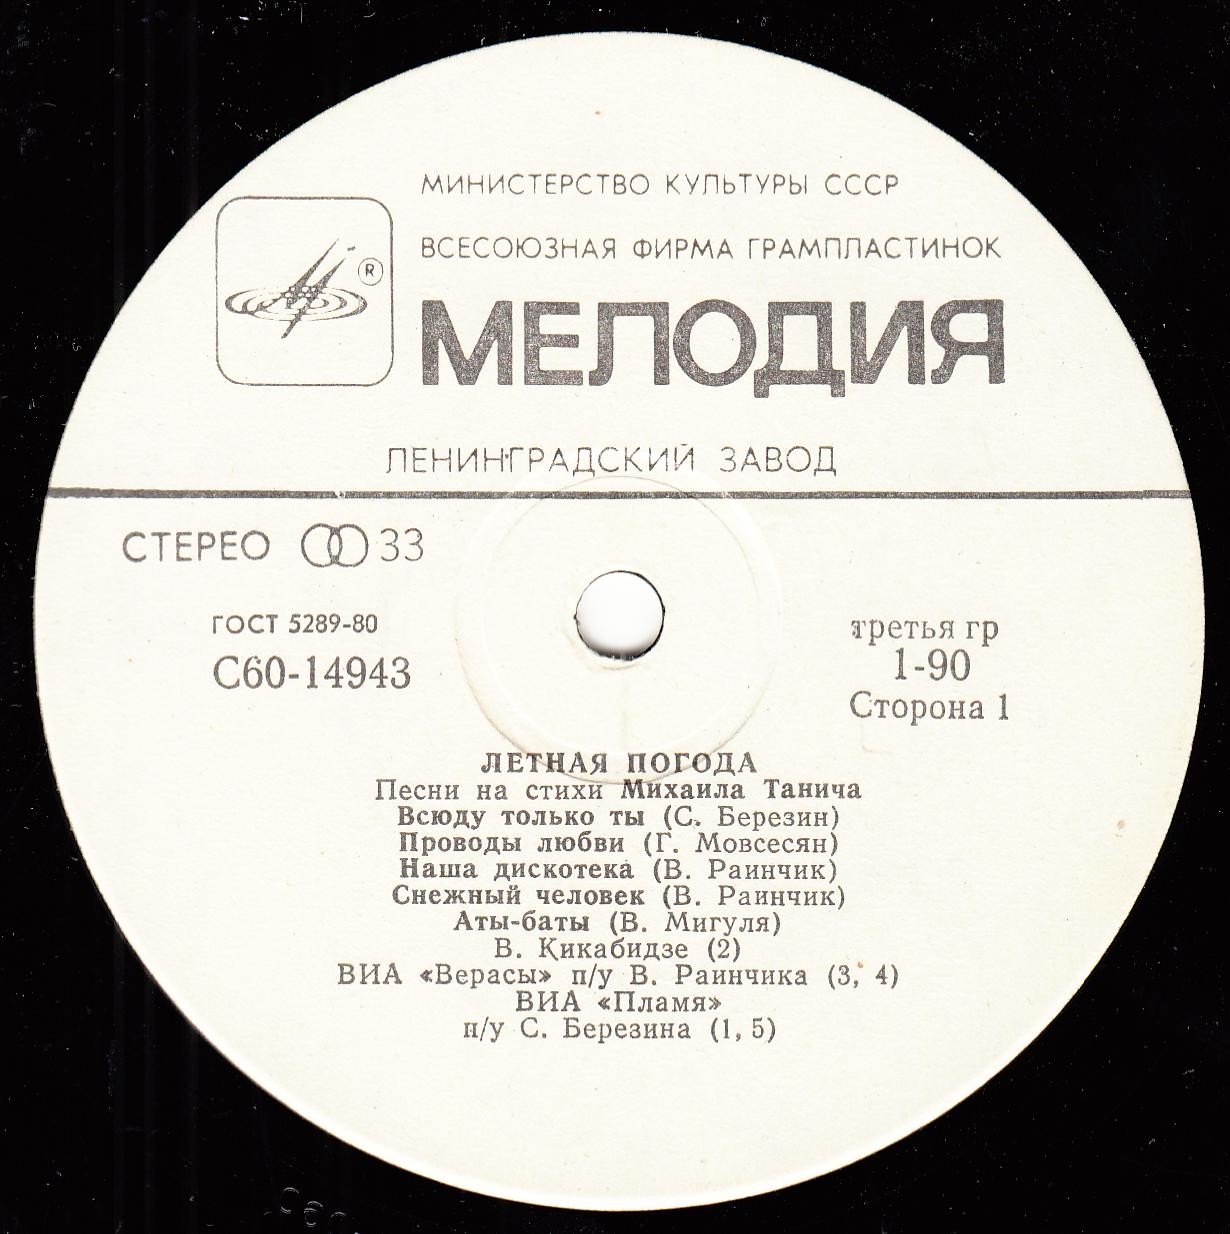 МИНИСТЕРСТВО КУЛЬТУРЫ СССР
ВСЕСОЮЗНАЯ ФИРМА ГРАМПЛАСТИНОК
®
МЕЛОДИЯ
ЛЕНИНГРАДСКИЙ ЗАВОД
СТЕРЕО 33
ГОСТ 5289-80
С60-14943
третья гр
1-90
Сторона 1
ЛЕТНАЯ ПОГОДА
Песни на стихи Михаила Танича
Всюду только ты (С. Березин)
Проводы любви (Г. Мовсесян)
Наша дискотека (В. Раинчик)
Снежный человек (В. Раинчик)
Аты-баты (В. Мигуля)
В. Кикабидзе (2)
ВИА «Верасы» п/у В. Раинчика (3, 4)
ВИА «Пламя»
п/у С. Березина (1, 5)